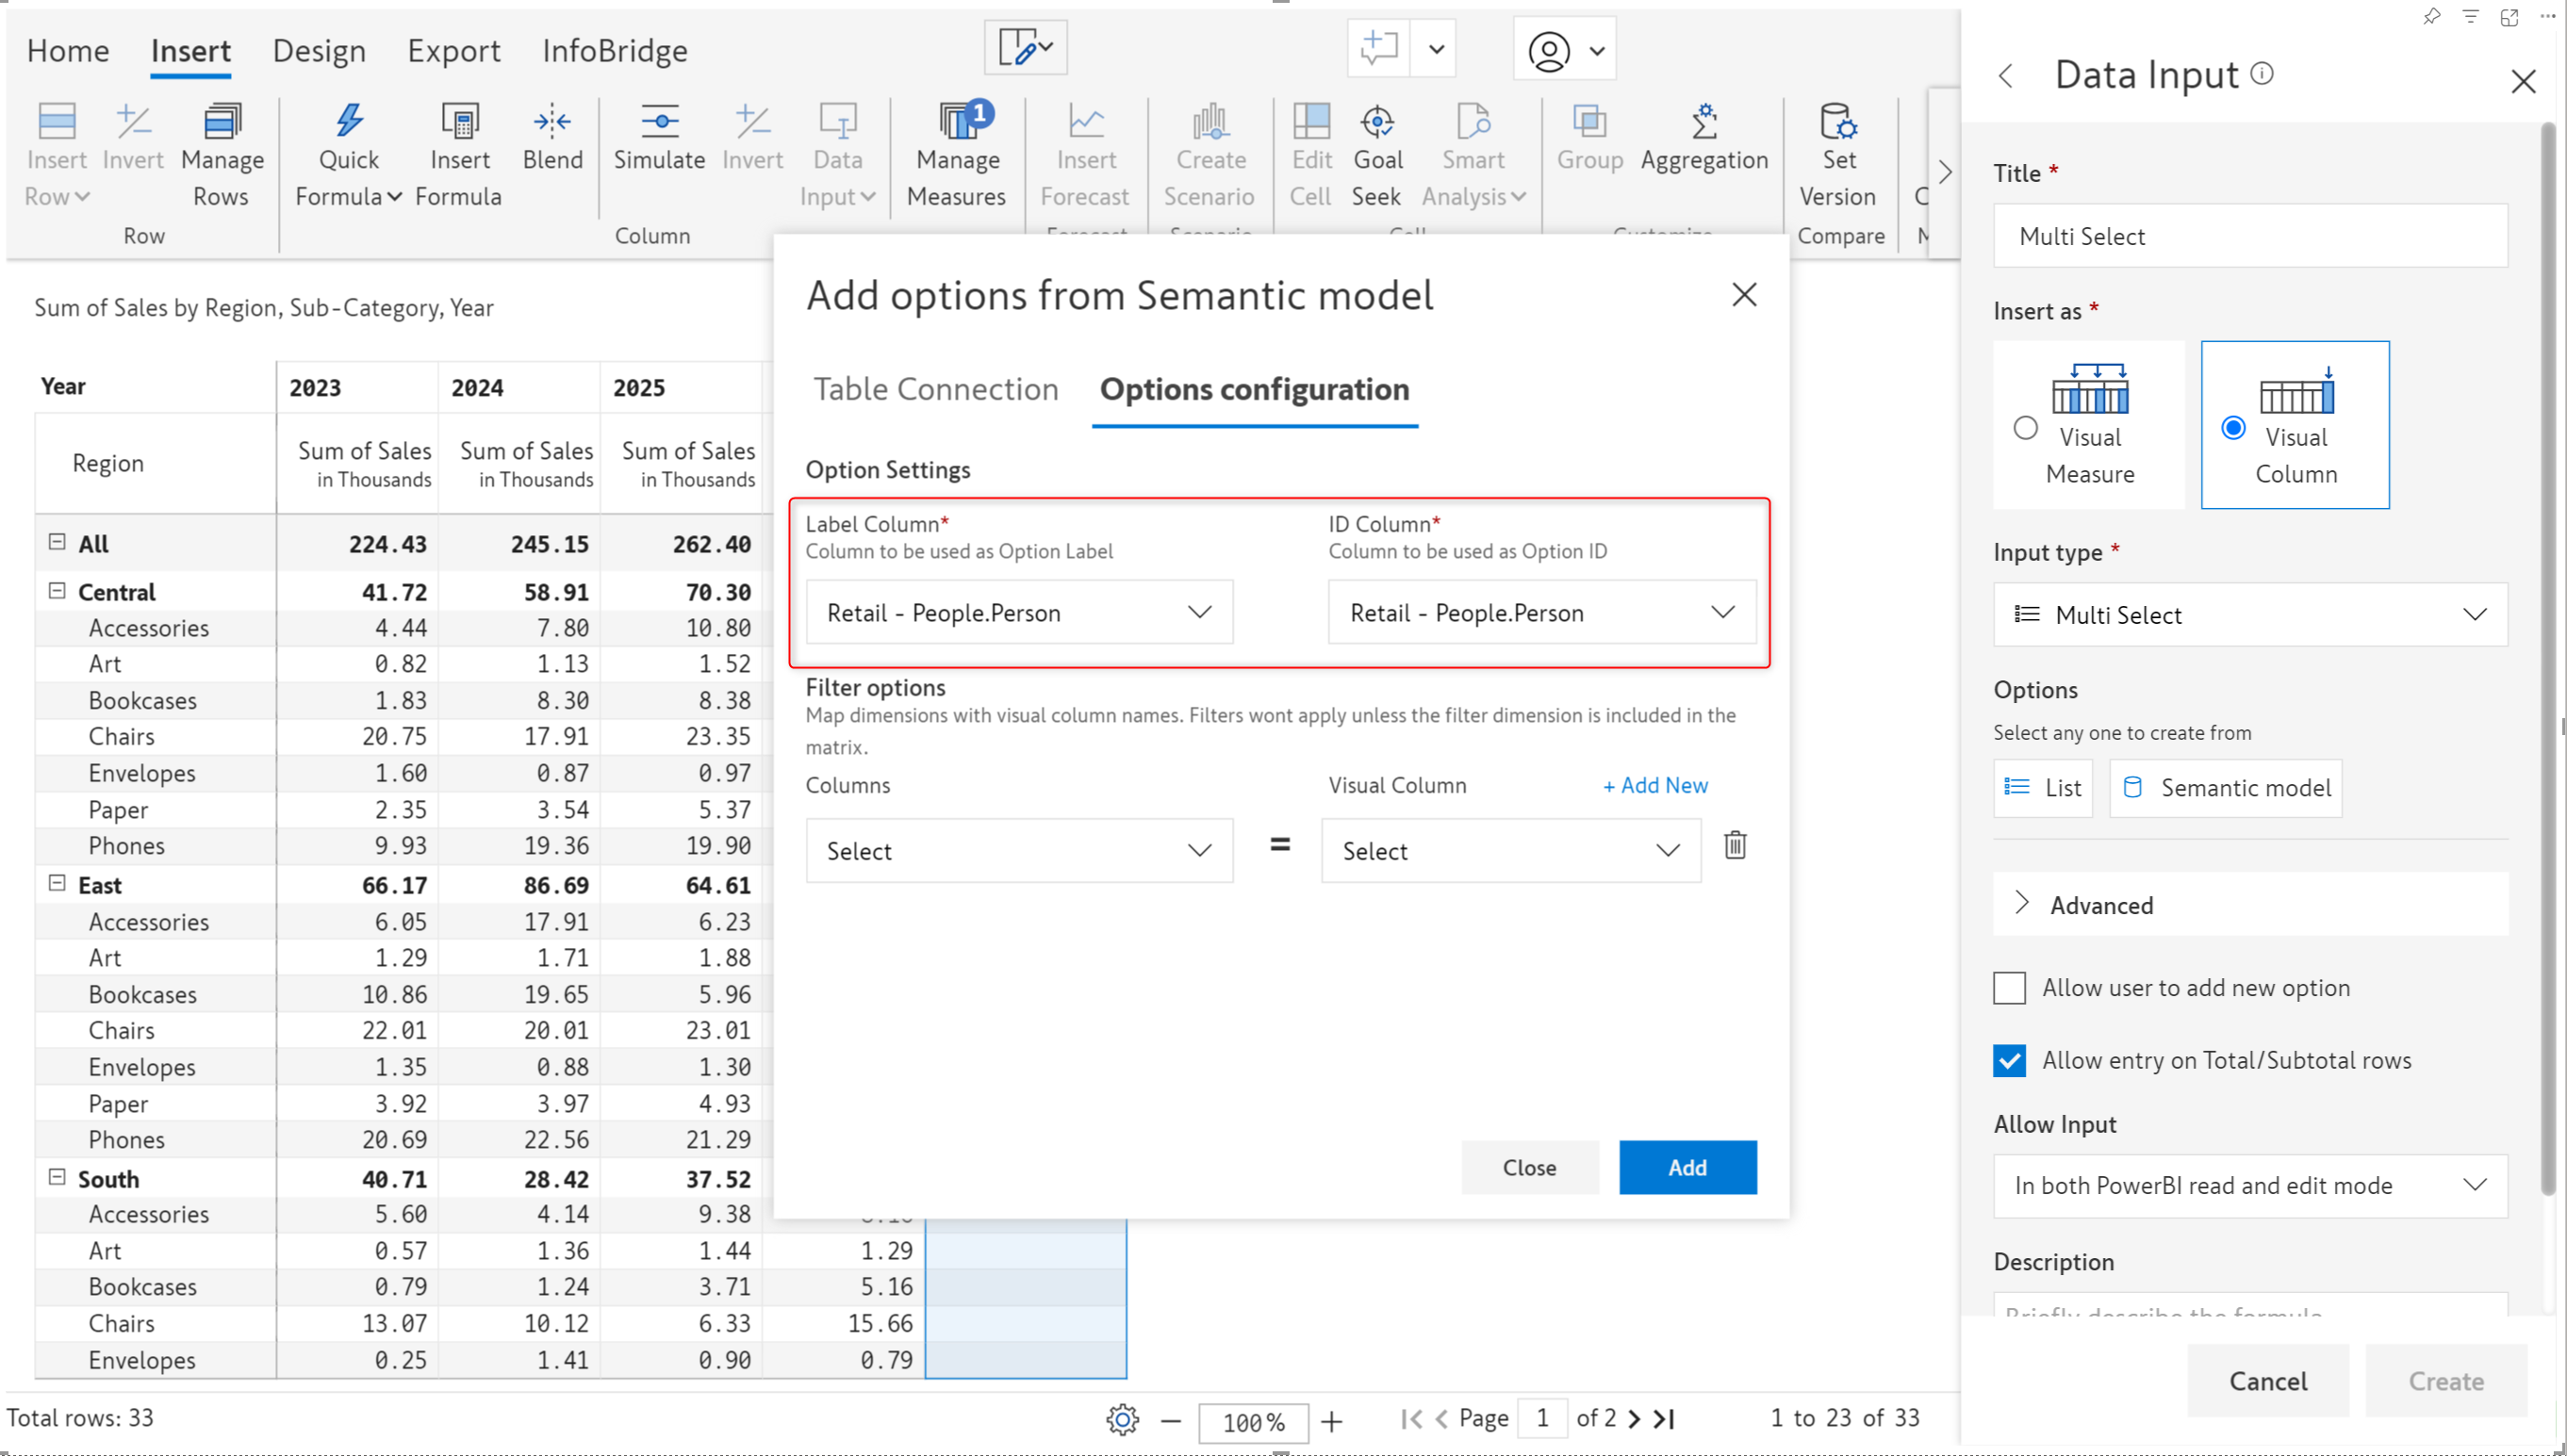 Home Insert Design Export InfoBridge
Insert Row
Invert
Manage Rows
Row
Quick Formula
Insert Formula
Blend
Simulate
Invert
Data Input
Column
Manage Measures
1
Insert Forecast
Create Scenario
Edit Cell
Goal Seek
Smart Analysis
Group
Aggregation
Set Version
Compare
Sum of Sales by Region, Sub-Category, Year
Year 2023 2024 2025
Region Sum of Sales in Thousands Sum of Sales in Thousands Sum of Sales in Thousands
All 224.43 245.15 262.40
Central 41.72 58.91 70.30
Accessories 4.44 7.80 10.80
Art 0.82 1.13 1.52
Bookcases 1.83 8.30 8.38
Chairs 20.75 17.91 23.35
Envelopes 1.60 0.87 0.97
Paper 2.35 3.54 5.37
Phones 9.93 19.36 19.90
East 66.17 86.69 64.61
Accessories 6.05 17.91 6.23
Art 1.29 1.71 1.88
Bookcases 10.86 19.65 5.96
Chairs 22.01 20.01 23.01
Envelopes 1.35 0.88 1.30
Paper 3.92 3.97 4.93
Phones 20.69 22.56 21.29
South 40.71 28.42 37.52
Accessories 5.60 4.14 9.38
Art 0.57 1.36 1.44 1.29
Bookcases 0.79 1.24 3.71 5.16
Chairs 13.07 10.12 6.33 15.66
Envelopes 0.25 1.41 0.90 0.79
Total rows: 33
100%
Page 1 of 2
1 to 23 of 33
Add options from Semantic model
Table Connection Options configuration
Option Settings
Label Column* ID Column*
Column to be used as Option Label Column to be used as Option ID
Retail - People.Person Retail - People.Person
Filter options
Map dimensions with visual column names. Filters wont apply unless the filter dimension is included in the
matrix.
Columns Visual Column + Add New
Select = Select
Close Add
Data Input
Title *
Multi Select
Insert as *
Visual Measure
Visual Column
Input type *
Multi Select
Options
Select any one to create from
List Semantic model
Advanced
Allow user to add new option
Allow entry on Total/Subtotal rows
Allow Input
In both PowerBI read and edit mode
Description
Briefly describe the formula
Cancel Create